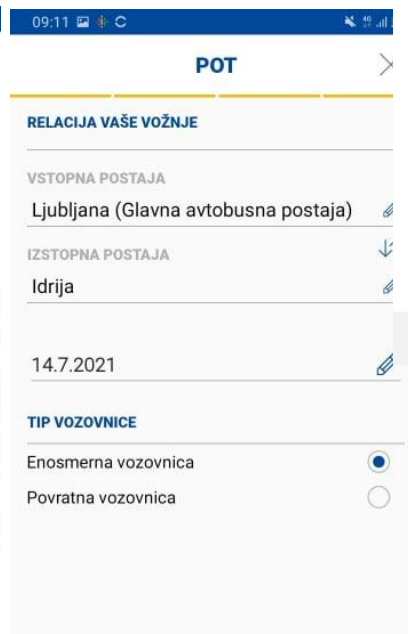 09:11
POT
RELACIJA VAŠE VOŽNJE
VSTOPNA POSTAJA
Ljubljana (Glavna avtobusna postaja)
IZSTOPNA POSTAJA
Idrija
14.7.2021
TIP VOZOVNICE
Enosmerna vozovnica
Povratna vozovnica